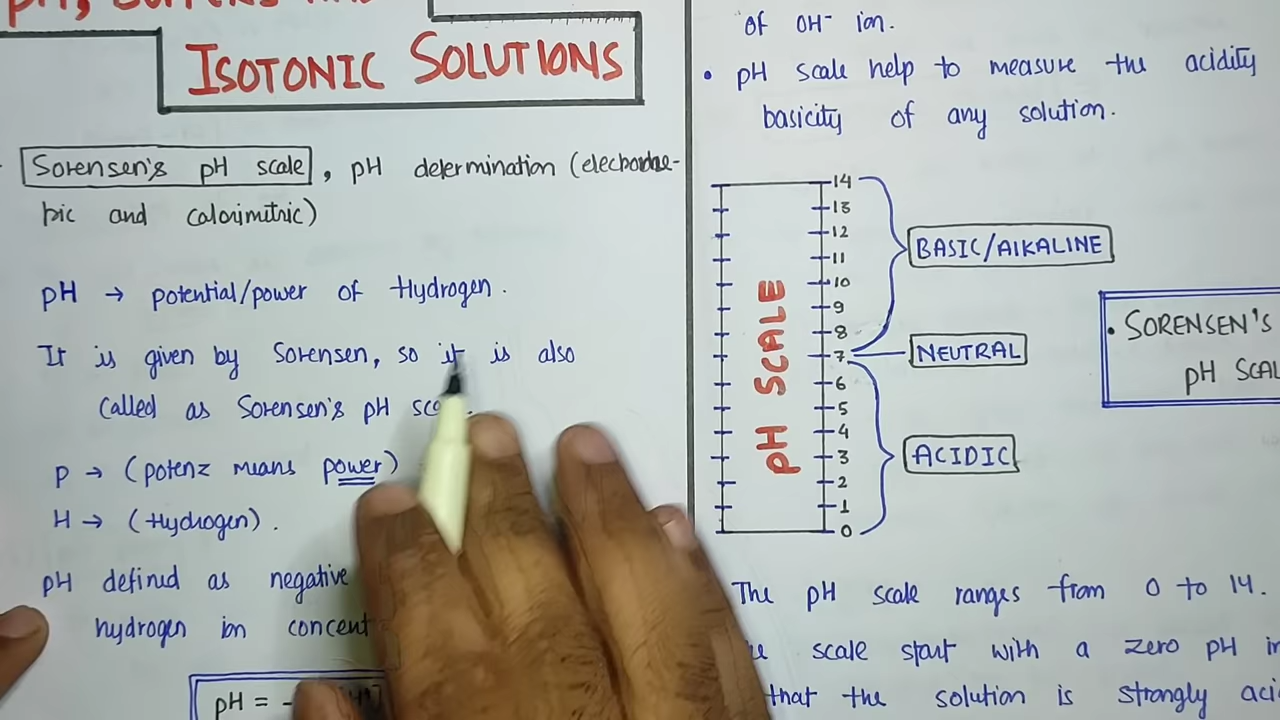 pH, BUFFERS AND
ISOTONIC SOLUTIONS
Sorensen's pH scale, pH determination (electrome-
tric and calorimetric)
pH → potential/power of Hydrogen.
It is given by Sorensen, so it is also
called as Sorensen's pH
P → (potenz means power)
H → (Hydrogen).
pH defined as negative
hydrogen ion
pH = -
of OH⁻ ion.
• pH scale help to measure the acidity
basicity of any solution.
14
13
12
11
10
9
8
7
6
5
4
3
2
1
0
pH SCALE
BASIC/AlKALINE
NEUTRAL
ACIDIC
• SORENSEN'S
pH
The pH scale ranges from 0 to 14.
scale start with a zero pH
that the solution is strongly